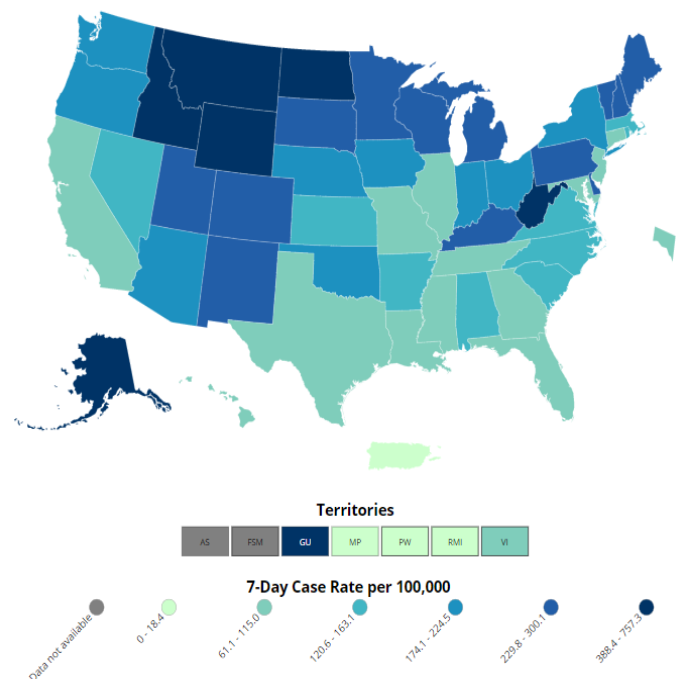 Territories
AS FSM GU MP PW RMI VI
7-Day Case Rate per 100,000
Data not available
0 - 18.4
61.1 - 115.0
120.6 - 163.1
174.1 - 224.5
229.8 - 300.1
388.4 - 757.3